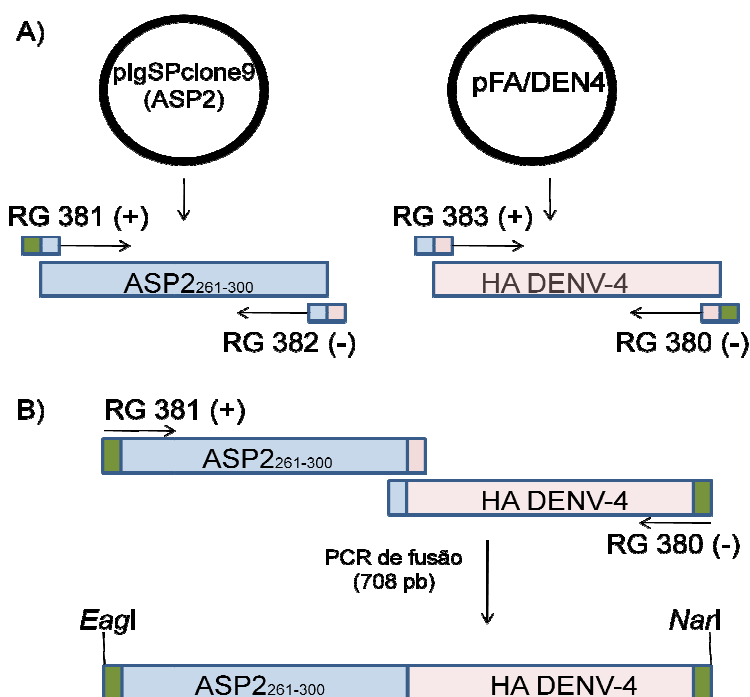 A)
pIgSPclone9
(ASP2)
pFA/DEN4
RG 381 (+)
RG 383 (+)
ASP2261-300
HA DENV-4
RG 382 (-)
RG 380 (-)
B)
RG 381 (+)
ASP2261-300
HA DENV-4
RG 380 (-)
PCR de fusão
(708 pb)
EagI
NarI
ASP2261-300
HA DENV-4